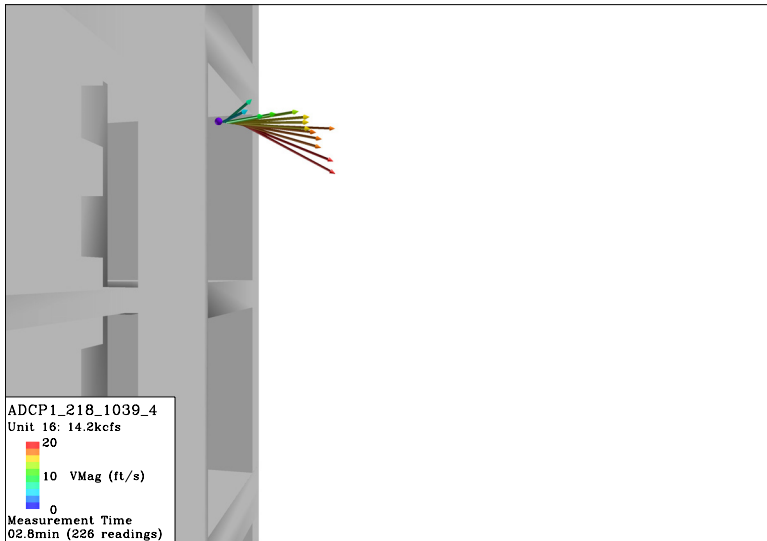 ADCP1_218_1039_4
Unit 16: 14.2kcfs
20
10 VMag (ft/s)
0
Measurement Time
02.8min (226 readings)